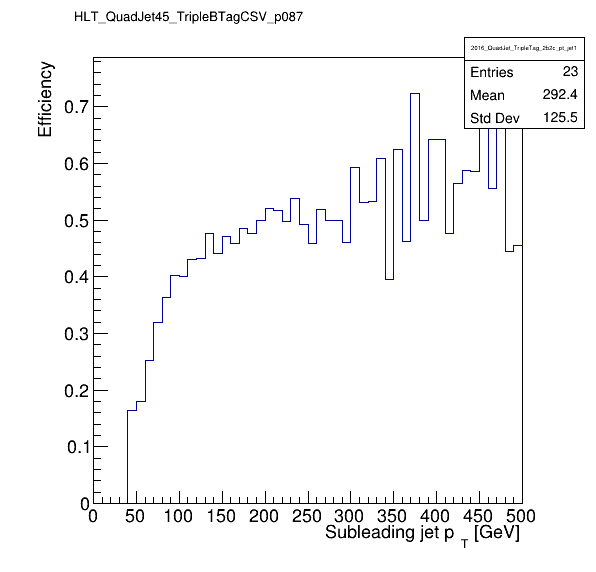 HLT_QuadJet45_TripleBTagCSV_p087
2016_QuadJet_TripleTag_2b2c_pt_jet1
Entries 23
Mean 292.4
Std Dev 125.5
Efficiency
0.7
0.6
0.5
0.4
0.3
0.2
0.1
0
0 50 100 150 200 250 300 350 400 450 500
Subleading jet p T [GeV]